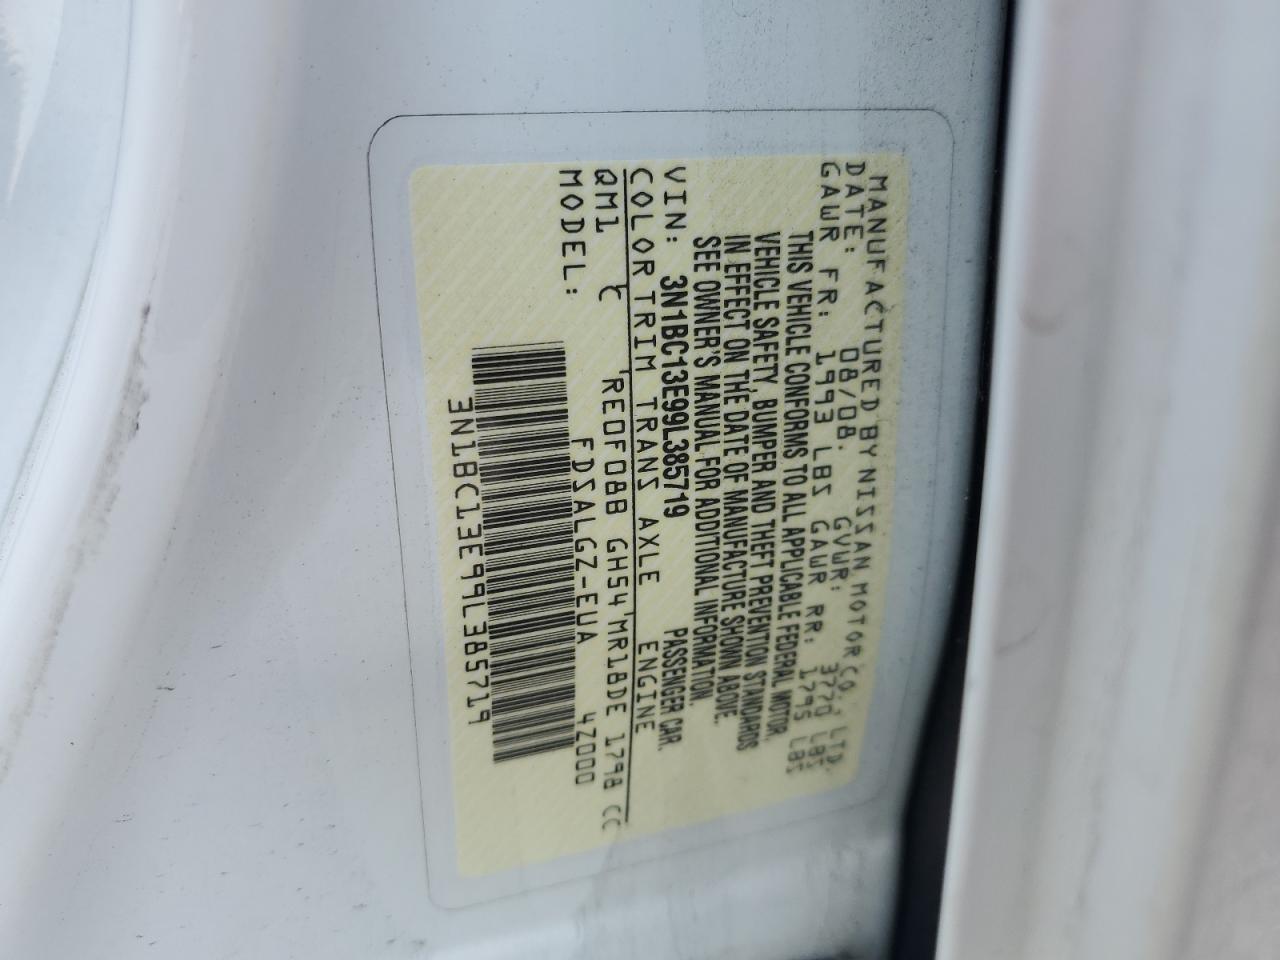 MANUFACTURED BY NISSAN MOTOR CO., LTD.
DATE: 08/08. GVWR: 3770 LBS
GAWR FR: 1993 LBS GAWR RR: 1795 LBS
THIS VEHICLE CONFORMS TO ALL APPLICABLE FEDERAL MOTOR
VEHICLE SAFETY, BUMPER AND THEFT PREVENTION STANDARDS
IN EFFECT ON THE DATE OF MANUFACTURE SHOWN ABOVE.
SEE OWNER'S MANUAL FOR ADDITIONAL INFORMATION.
VIN: 3N1BC13E99L385719 PASSENGER CAR.
COLOR TRIM TRANS AXLE ENGINE
QM1 C RE0F08B GH54 MR18DE 1798 CC
MODEL: FDSALGZ-EUA 4Z000
3N1BC13E99L385719